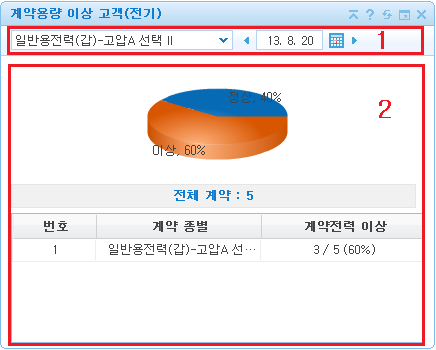 계약용량 이상 고객(전기)
일반용전력(갑)-고압A 선택 II 13. 8. 20 1
2
정상, 40%
이상, 60%
전체 계약 : 5
번호 계약 종별 계약전력 이상
1 일반용전력(갑)-고압A 선… 3 / 5 (60%)